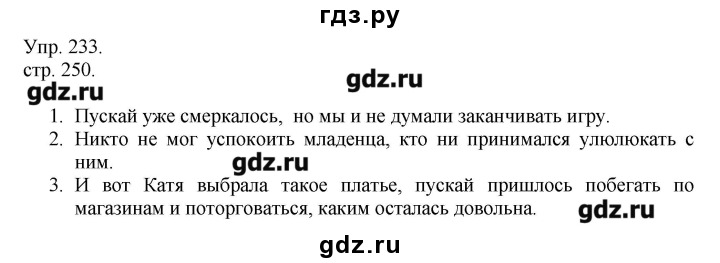 гдз.ру
Упр. 233.
стр. 250.
gdz.ru
gdz.ru
1. Пускай уже смеркалось, но мы и не думали заканчивать игру.
2. Никто не мог успокоить младенца, кто ни принимался улюлюкать с
ним.
gdz.ru
3. И вот Катя выбрала такое платье, пускай пришлось побегать по
магазинам и поторговаться, каким осталась довольна.
gdz.ru
gdz.ru